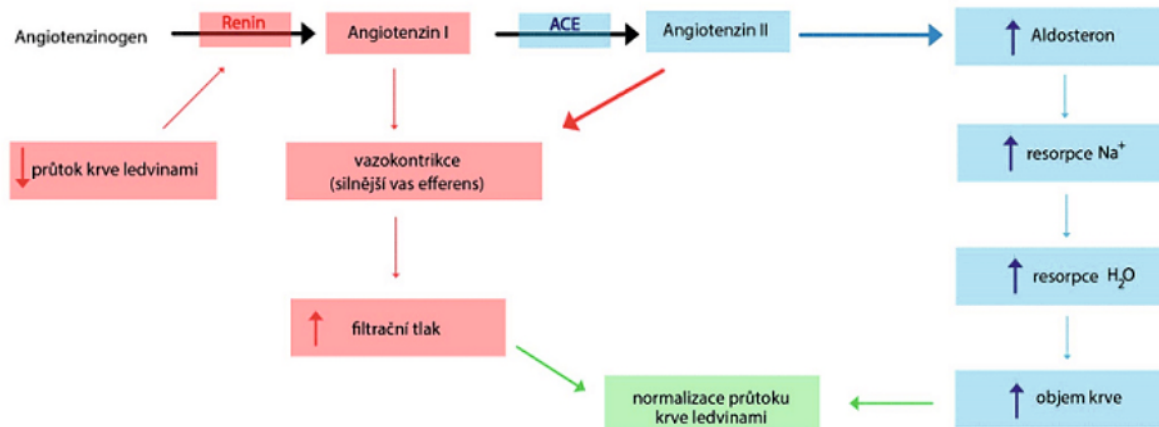 Angiotenzinogen
Renin
Angiotenzin I
ACE
Angiotenzin II
Aldosteron
průtok krve ledvinami
vazokontrikce
(silnější vas efferens)
resorpce Na⁺
resorpce H₂O
filtrační tlak
normalizace průtoku
krve ledvinami
objem krve